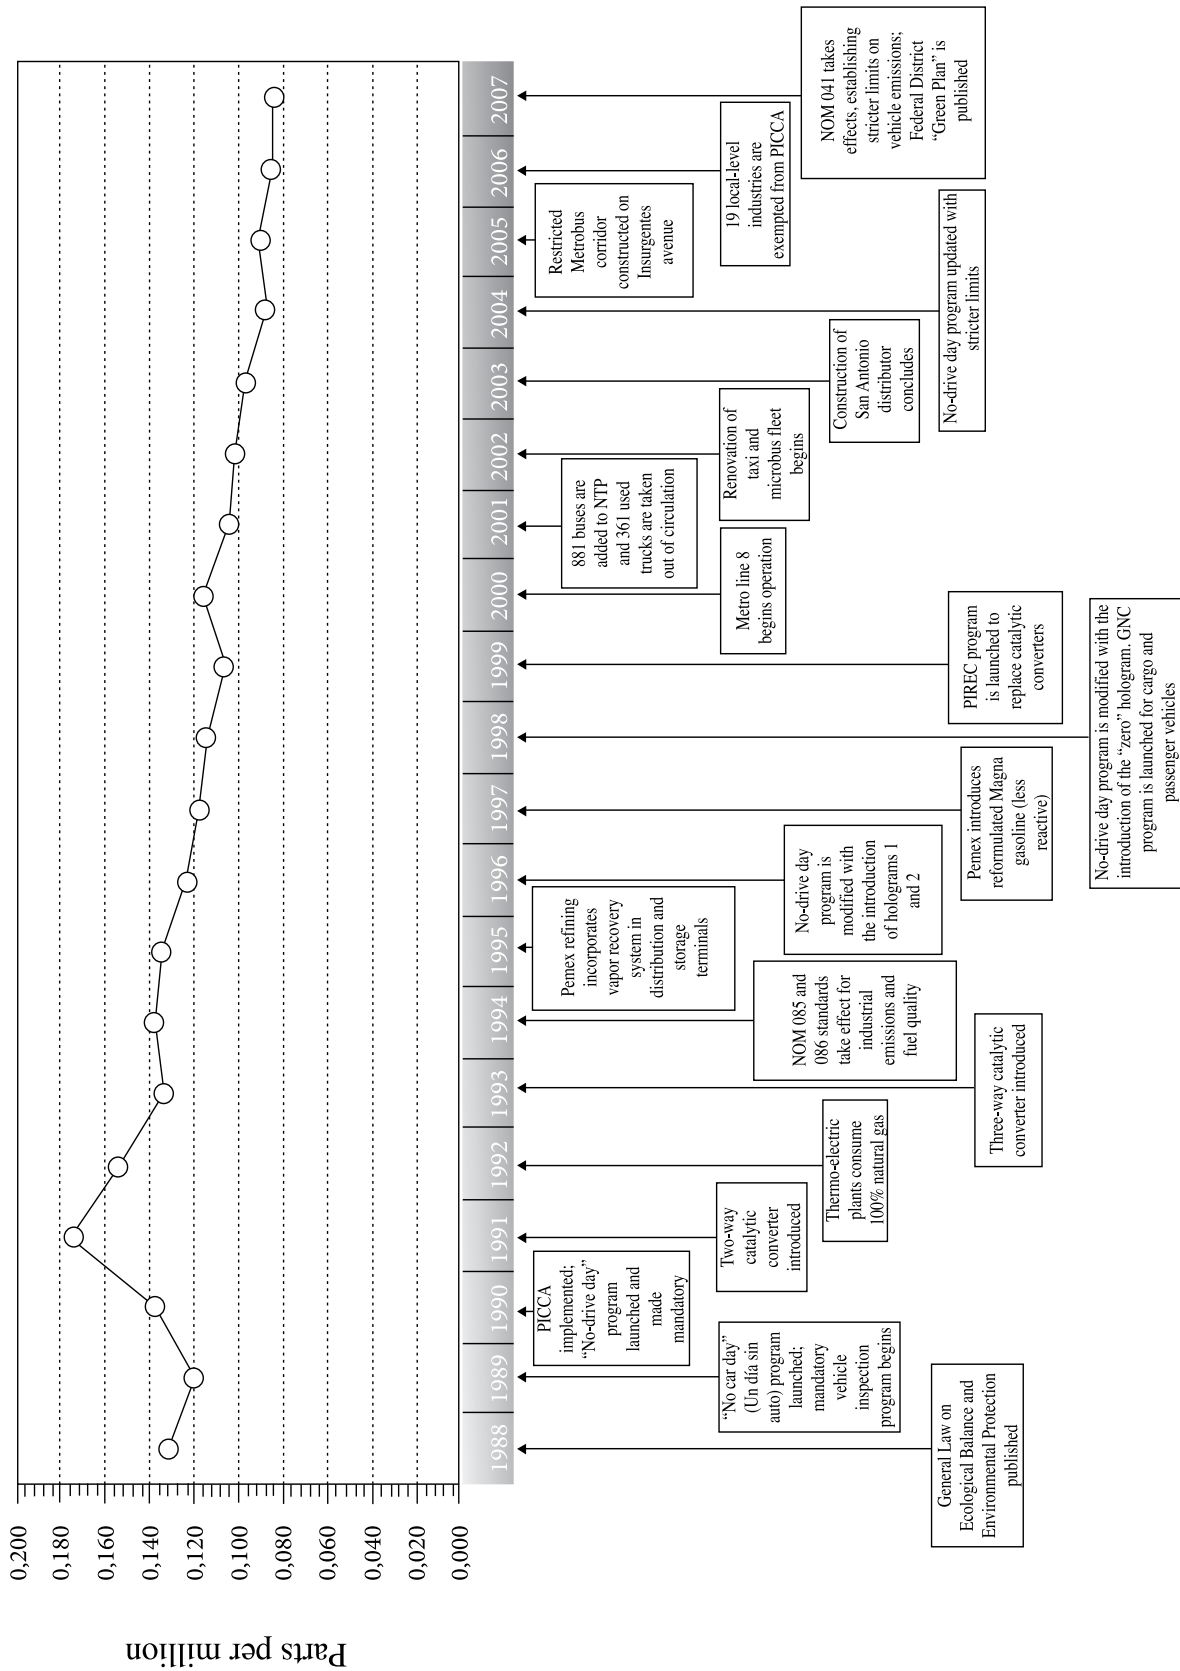 Parts per million
0,200
0,180
0,160
0,140
0,120
0,100
0,080
0,060
0,040
0,020
0,000
1988
1989
1990
1991
1992
1993
1994
1995
1996
1997
1998
1999
2000
2001
2002
2003
2004
2005
2006
2007
General Law on
Ecological Balance and
Environmental Protection
published
“No car day”
(Un día sin
auto) program
launched;
mandatory
vehicle
inspection
program begins
PICCA
implemented;
“No-drive day”
program
launched and
made
mandatory
Two-way
catalytic
converter
introduced
Thermo-electric
plants consume
100% natural gas
Three-way catalytic
converter introduced
NOM 085 and
086 standards
take effect for
industrial
emissions and
fuel quality
Pemex refining
incorporates
vapor recovery
system in
distribution and
storage
terminals
No-drive day
program is
modified with
the introduction
of holograms 1
and 2
Pemex introduces
reformulated Magna
gasoline (less
reactive)
No-drive day program is modified with the
introduction of the “zero” hologram. GNC
program is launched for cargo and
passenger vehicles
PIREC program
is launched to
replace catalytic
converters
Metro line 8
begins operation
881 buses are
added to NTP
and 361 used
trucks are taken
out of circulation
Renovation of
taxi and
microbus fleet
begins
Construction of
San Antonio
distributor
concludes
No-drive day program updated with
stricter limits
Restricted
Metrobus
corridor
constructed on
Insurgentes
avenue
19 local-level
industries are
exempted from PICCA
NOM 041 takes
effects, establishing
stricter limits on
vehicle emissions;
Federal District
“Green Plan” is
published